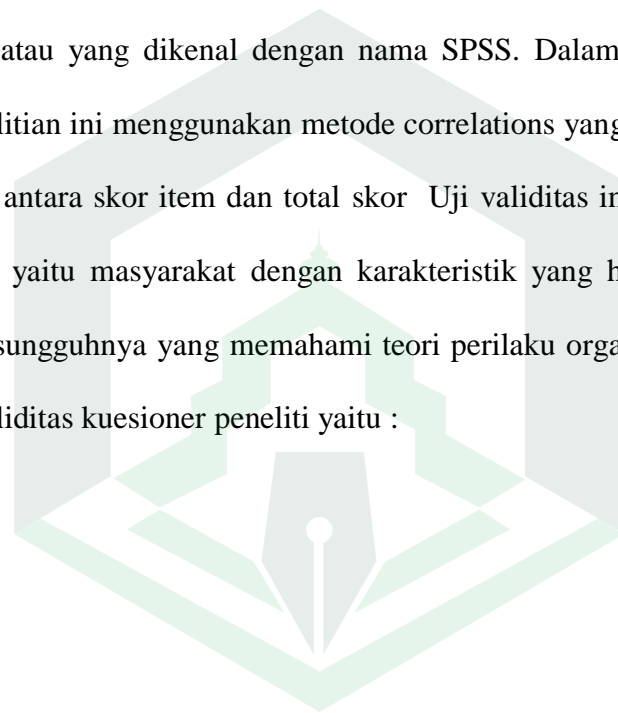 atau yang dikenal dengan nama SPSS. Dalam
litian ini menggunakan metode correlations yang
antara skor item dan total skor Uji validitas in
yaitu masyarakat dengan karakteristik yang h
sungguhnya yang memahami teori perilaku orga
liditas kuesioner peneliti yaitu :